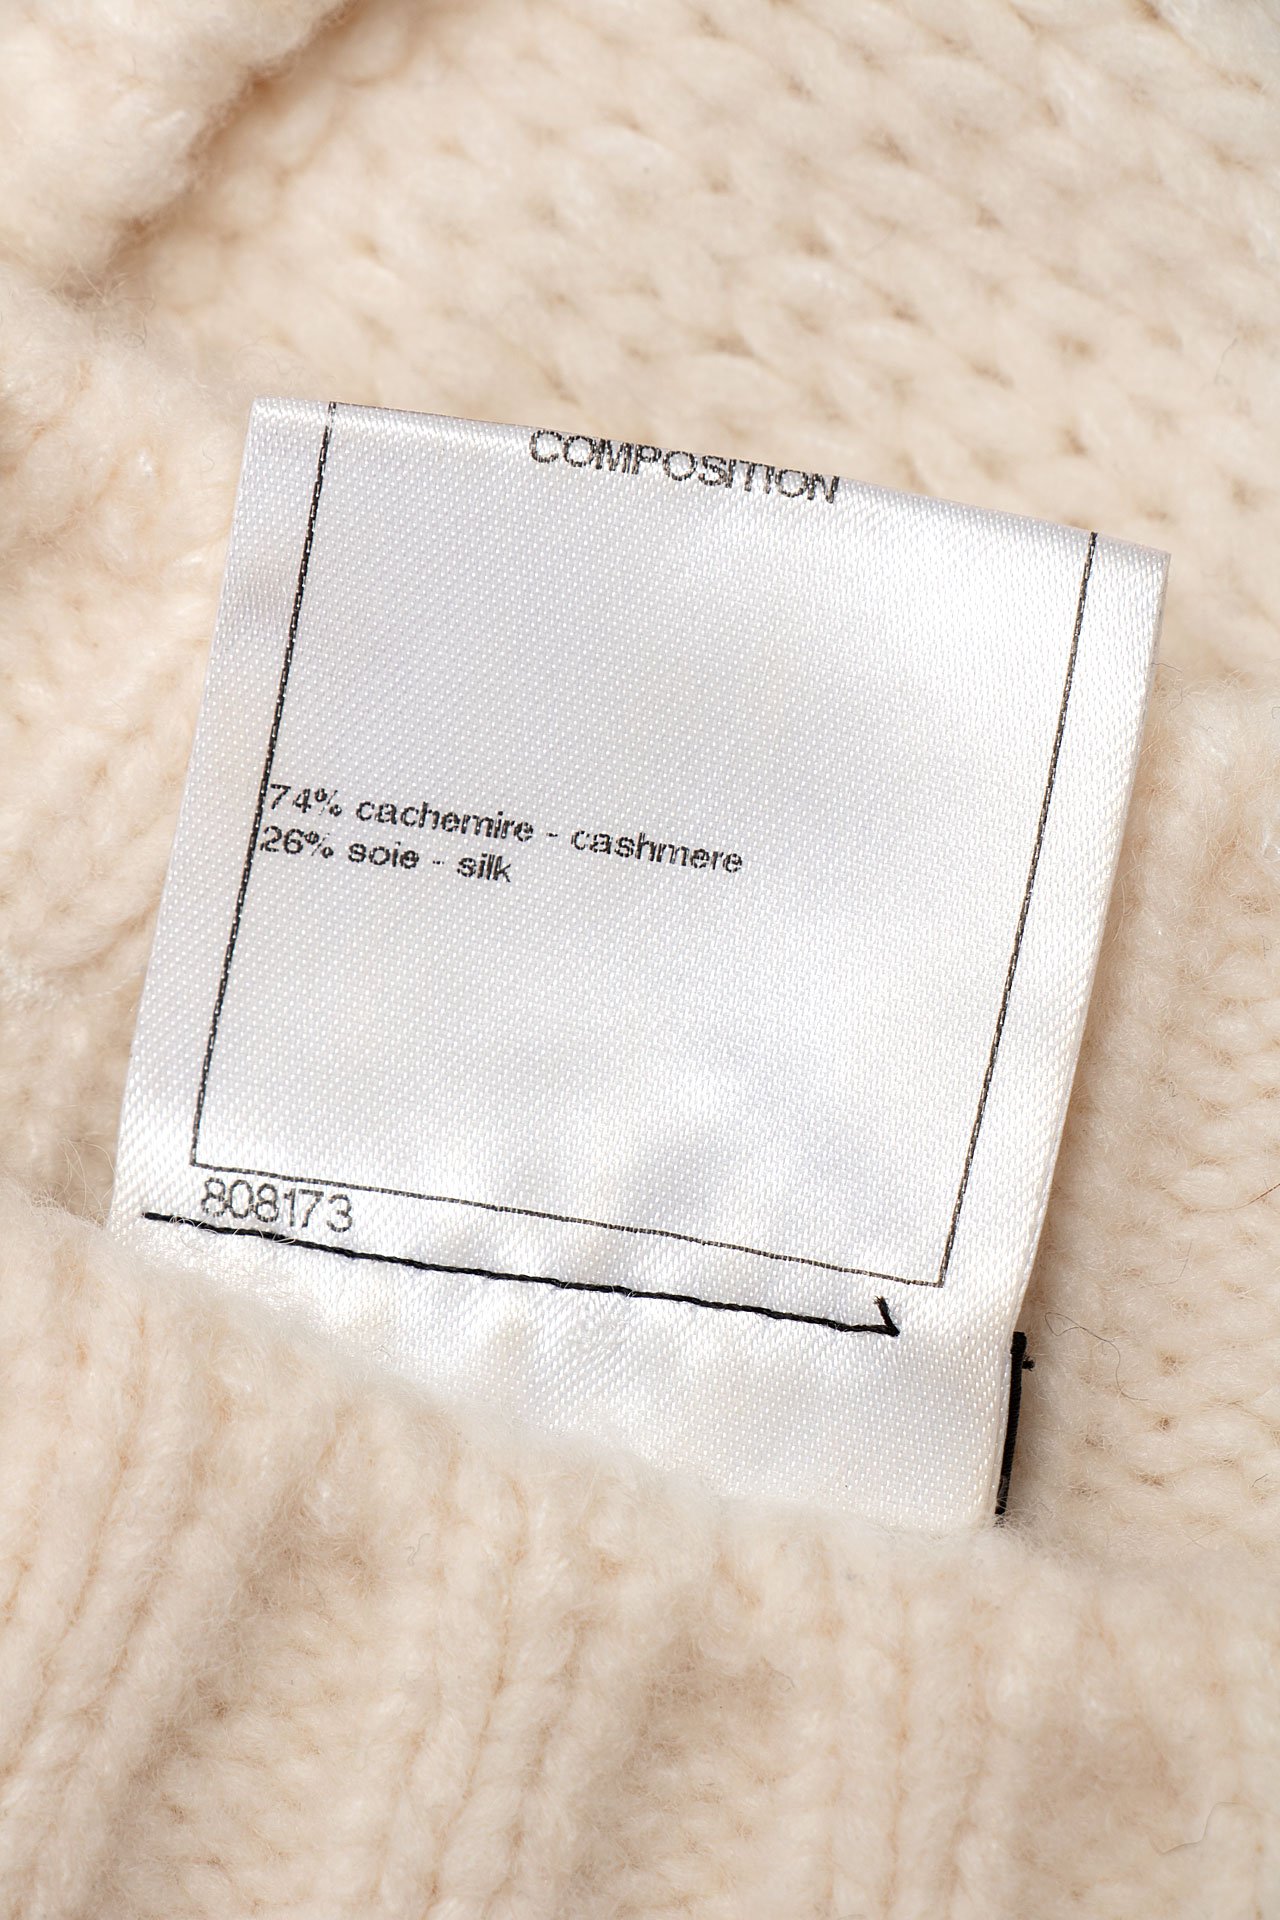 COMPOSITION
74% cachemire - cashmere
26% soie - silk
808173